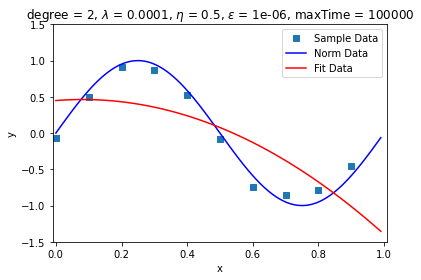 degree = 2, λ = 0.0001, η = 0.5, ε = 1e-06, maxTime = 100000
1.5
1.0
0.5
0.0
-0.5
-1.0
-1.5
y
Sample Data
Norm Data
Fit Data
0.0 0.2 0.4 0.6 0.8 1.0
x